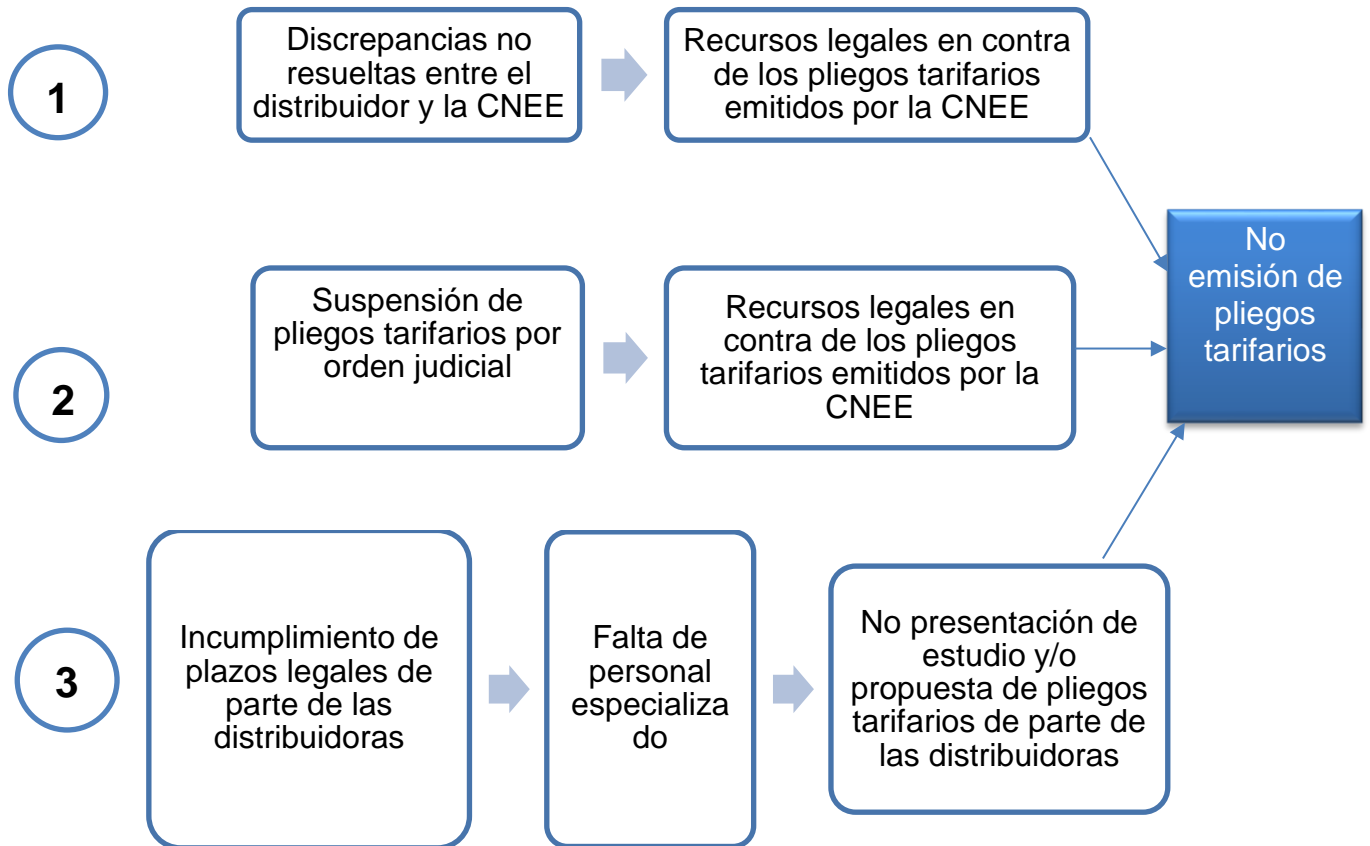 1
Discrepancias no
resueltas entre el
distribuidor y la CNEE
Recursos legales en contra
de los pliegos tarifarios
emitidos por la CNEE
No
emisión de
pliegos
tarifarios
2
Suspensión de
pliegos tarifarios por
orden judicial
Recursos legales en
contra de los pliegos
tarifarios emitidos por la
CNEE
3
Incumplimiento de
plazos legales de
parte de las
distribuidoras
Falta de
personal
especializa
do
No presentación de
estudio y/o
propuesta de pliegos
tarifarios de parte de
las distribuidoras